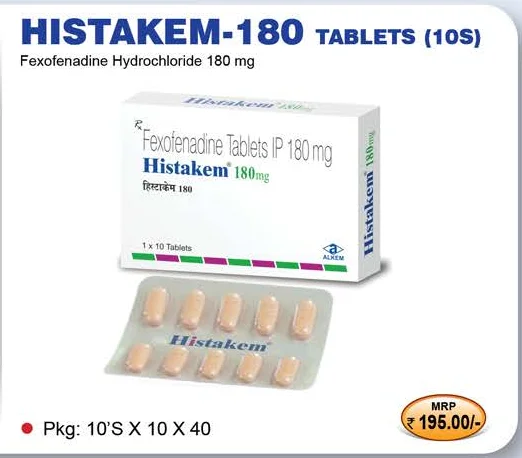 HISTAKEM-180 TABLETS (10S)
Fexofenadine Hydrochloride 180 mg
Histakem® 180mg
Rx
Fexofenadine Tablets IP 180 mg
Histakem® 180mg
हिस्टाकेम 180
1 x 10 Tablets
ALKEM
Histakem® 180mg
Histakem®
Pkg: 10'S X 10 X 40
MRP
₹ 195.00/-